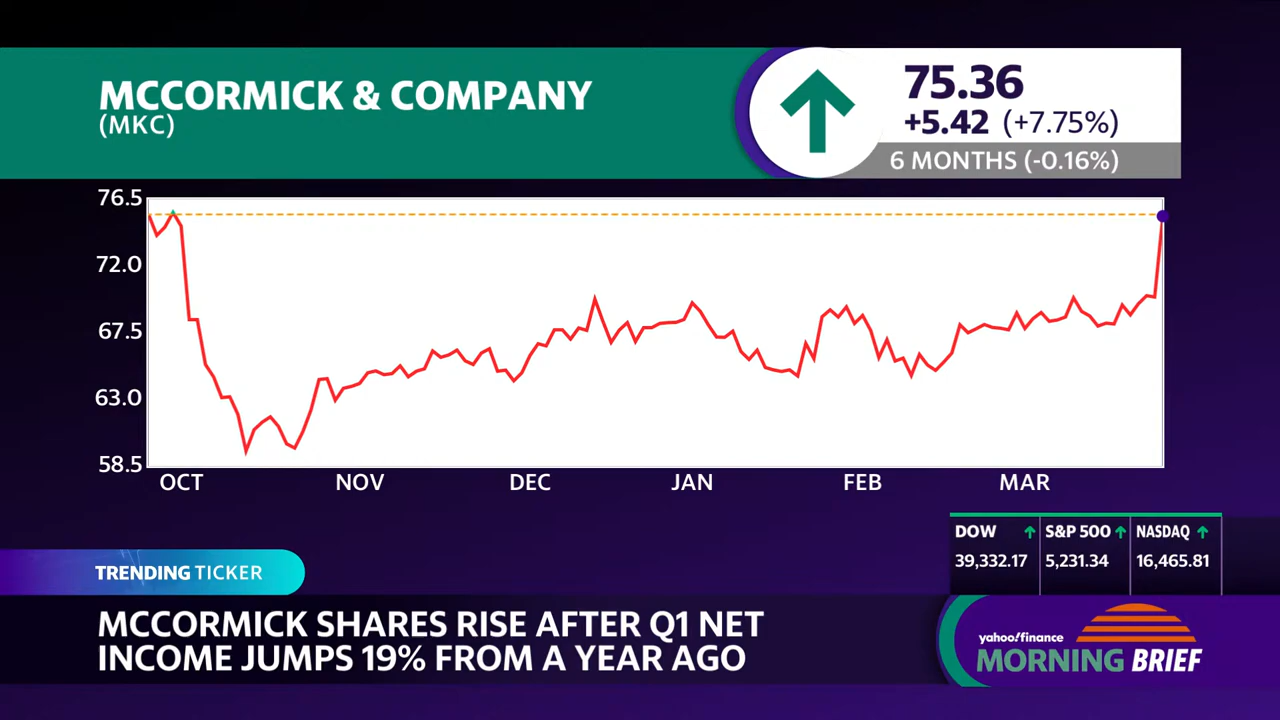 MCCORMICK & COMPANY
(MKC)
75.36
+5.42 (+7.75%)
6 MONTHS (-0.16%)
76.5
72.0
67.5
63.0
58.5
OCT NOV DEC JAN FEB MAR
DOW S&P 500 NASDAQ
39,332.17 5,231.34 16,465.81
TRENDING TICKER
MCCORMICK SHARES RISE AFTER Q1 NET
INCOME JUMPS 19% FROM A YEAR AGO
yahoo!finance
MORNING BRIEF